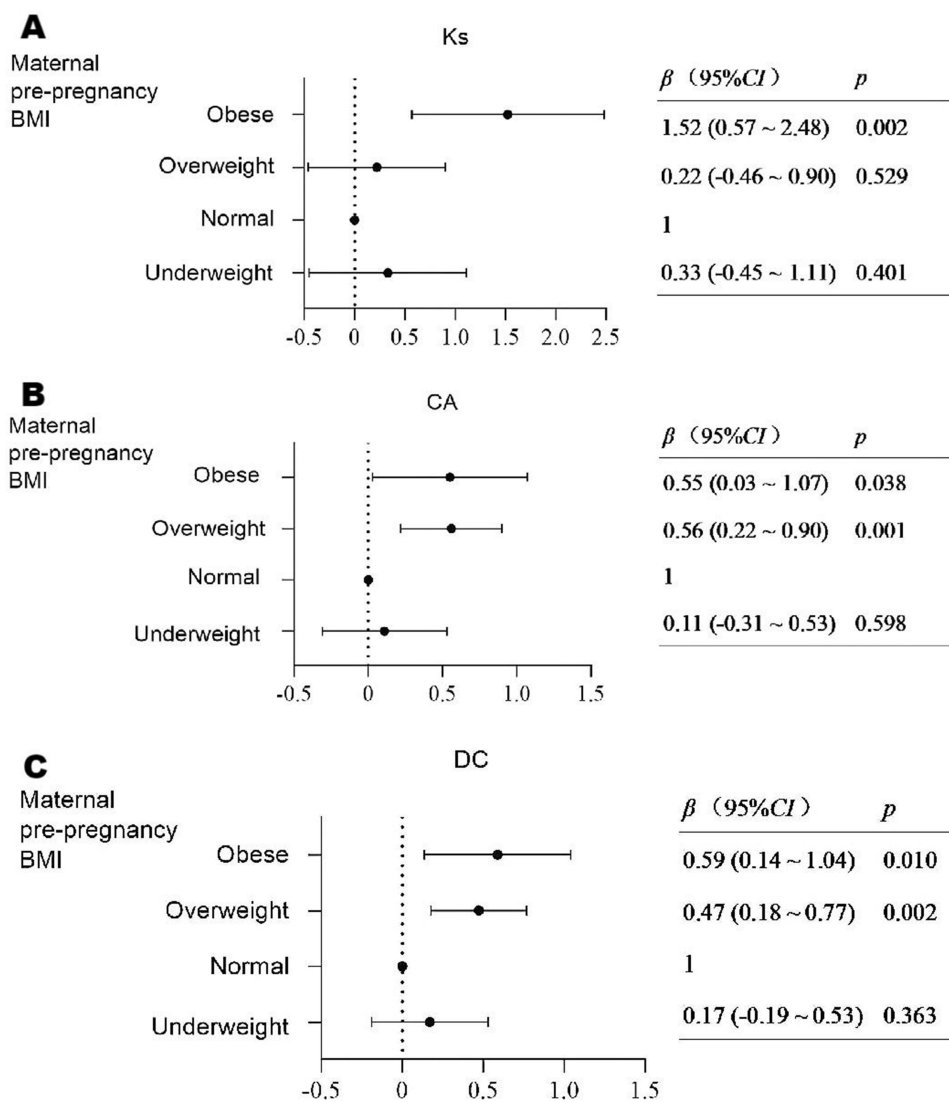 A
Ks
Maternal
pre-pregnancy
BMI
β （95%CI） p
Obese 1.52 (0.57 ~ 2.48) 0.002
Overweight 0.22 (-0.46 ~ 0.90) 0.529
Normal 1
Underweight 0.33 (-0.45 ~ 1.11) 0.401
-0.5 0 0.5 1.0 1.5 2.0 2.5
B
CA
Maternal
pre-pregnancy
BMI
β （95%CI） p
Obese 0.55 (0.03 ~ 1.07) 0.038
Overweight 0.56 (0.22 ~ 0.90) 0.001
Normal 1
Underweight 0.11 (-0.31 ~ 0.53) 0.598
-0.5 0 0.5 1.0 1.5
C
DC
Maternal
pre-pregnancy
BMI
β （95%CI） p
Obese 0.59 (0.14 ~ 1.04) 0.010
Overweight 0.47 (0.18 ~ 0.77) 0.002
Normal 1
Underweight 0.17 (-0.19 ~ 0.53) 0.363
-0.5 0 0.5 1.0 1.5